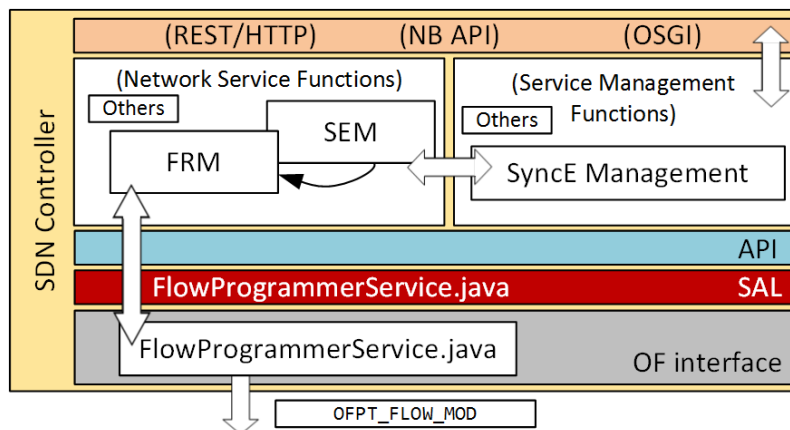 (REST/HTTP) (NB API) (OSGI)
SDN Controller
(Network Service Functions)
Others
SEM
FRM
(Service Management
Functions)
Others
SyncE Management
API
FlowProgrammerService.java SAL
FlowProgrammerService.java
OF interface
OFPT_FLOW_MOD